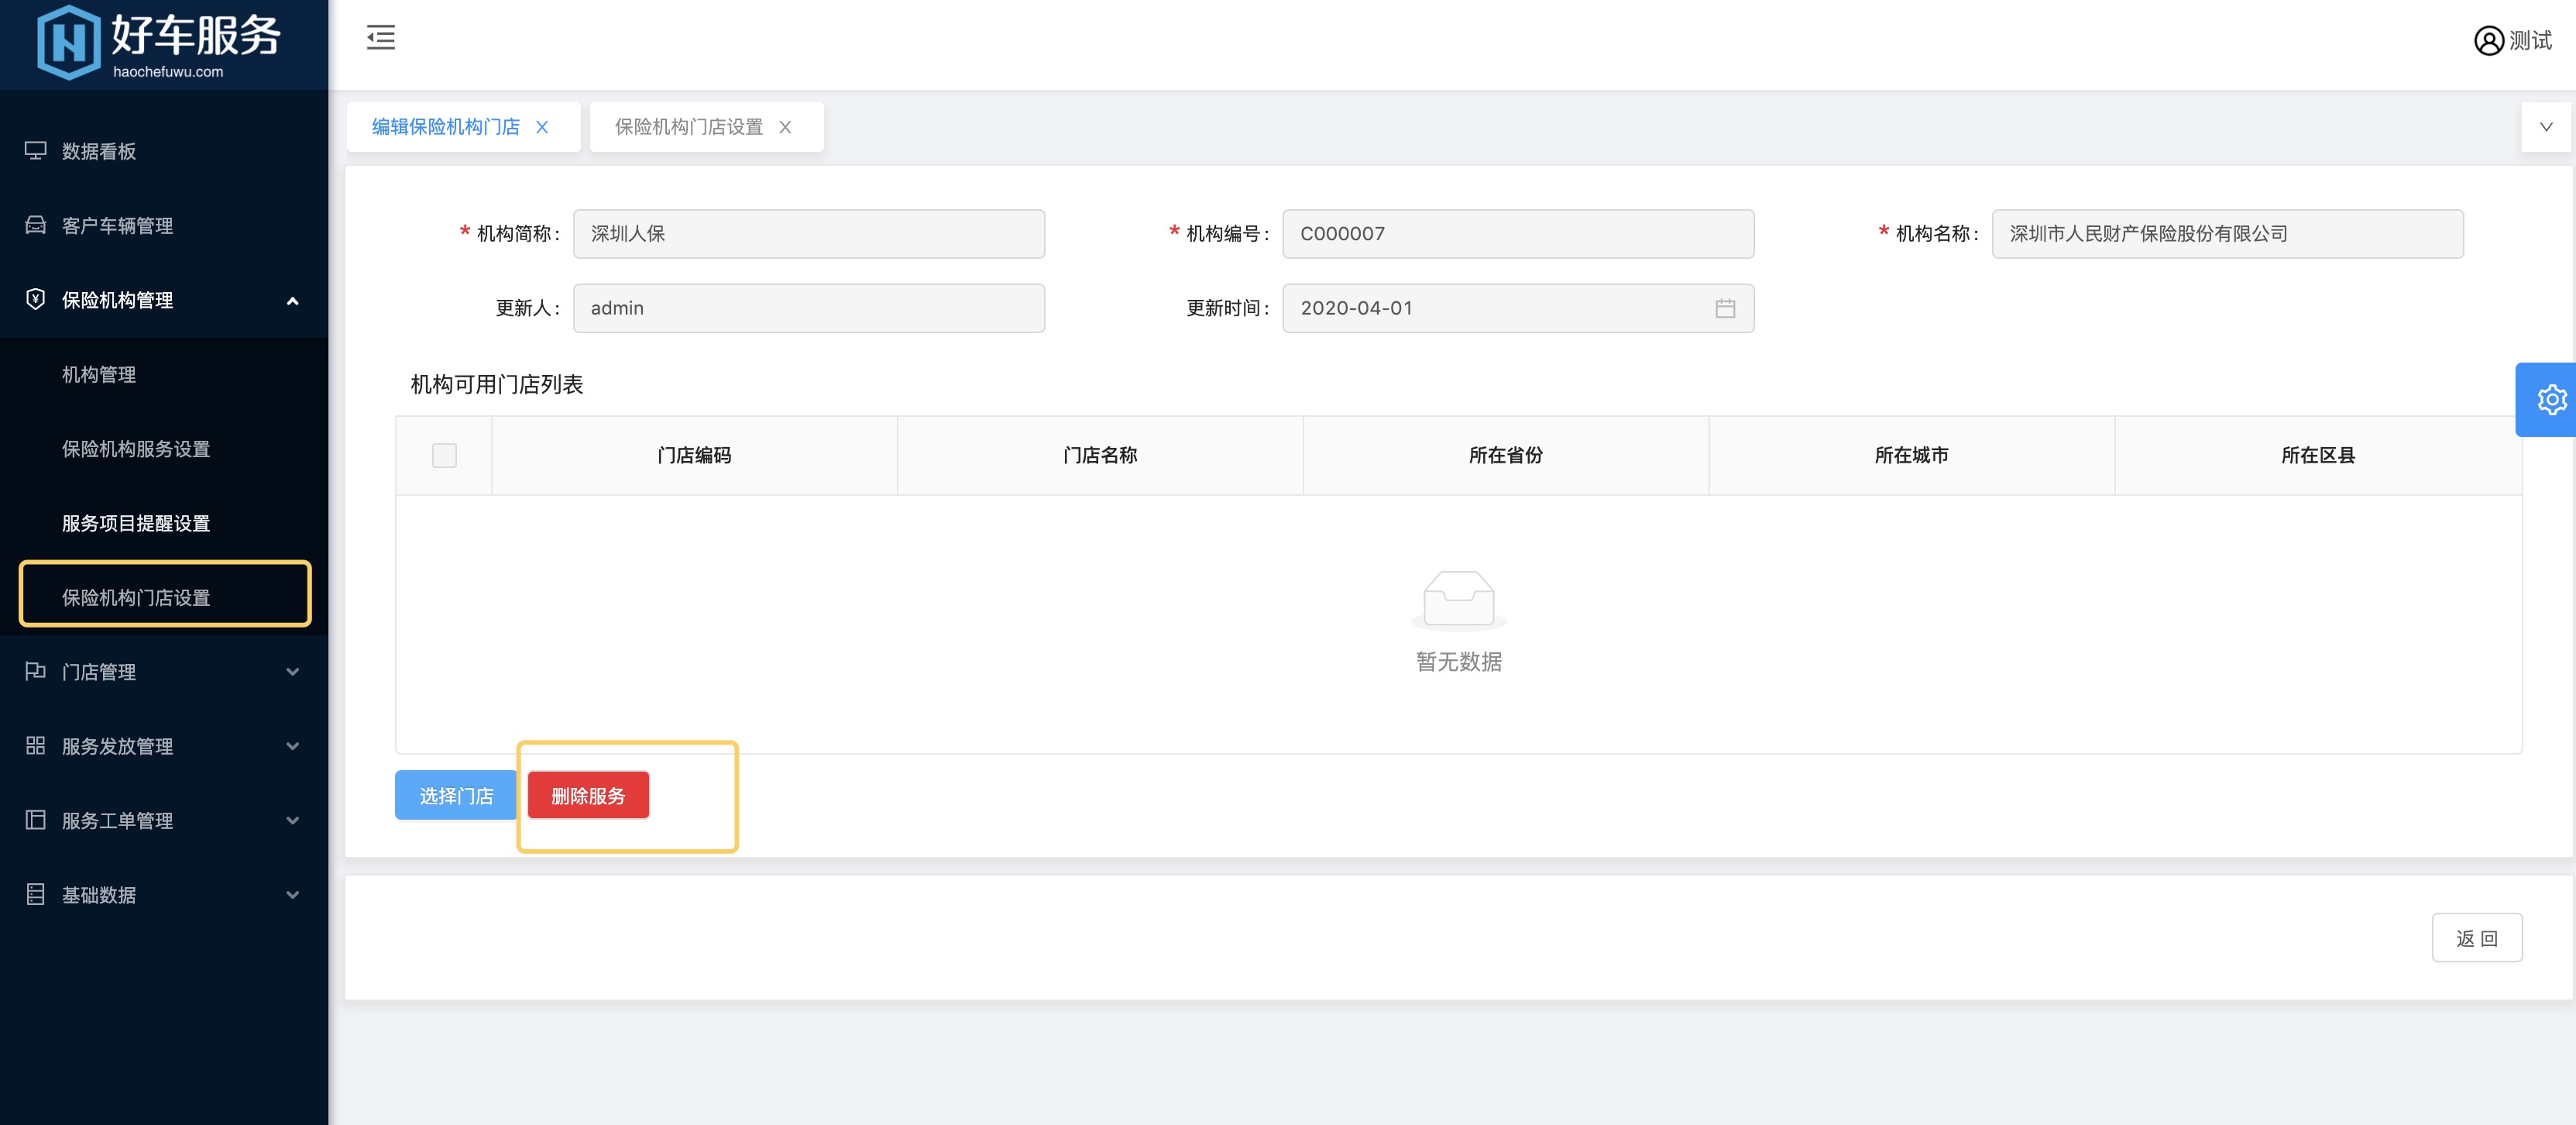 好车服务
haochefuwu.com
测试
数据看板
客户车辆管理
保险机构管理
机构管理
保险机构服务设置
服务项目提醒设置
保险机构门店设置
门店管理
服务发放管理
服务工单管理
基础数据
编辑保险机构门店 X 保险机构门店设置 X
* 机构简称: 深圳人保 * 机构编号: C000007 * 机构名称: 深圳市人民财产保险股份有限公司
更新人: admin 更新时间: 2020-04-01
机构可用门店列表
门店编码 门店名称 所在省份 所在城市 所在区县
暂无数据
选择门店 删除服务
返 回